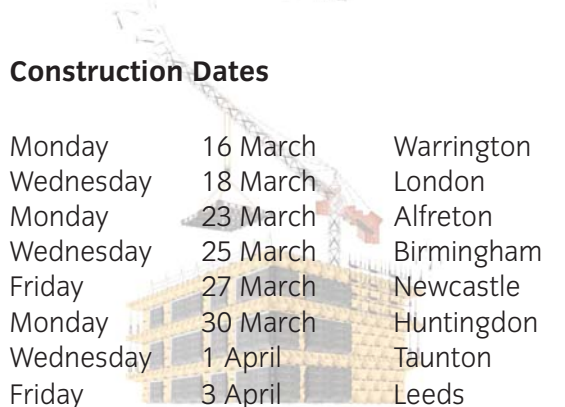 Construction Dates
Monday 16 March Warrington
Wednesday 18 March London
Monday 23 March Alfreton
Wednesday 25 March Birmingham
Friday 27 March Newcastle
Monday 30 March Huntingdon
Wednesday 1 April Taunton
Friday 3 April Leeds